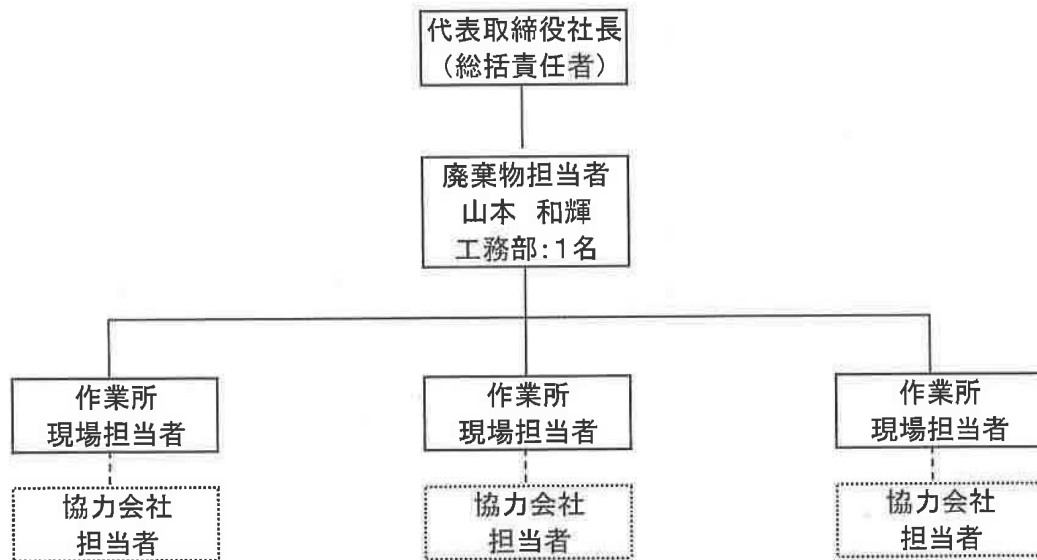 代表取締役社長
（総括責任者）
廃棄物担当者
山本 和輝
工務部:1名
作業所
現場担当者
作業所
現場担当者
作業所
現場担当者
協力会社
担当者
協力会社
担当者
協力会社
担当者